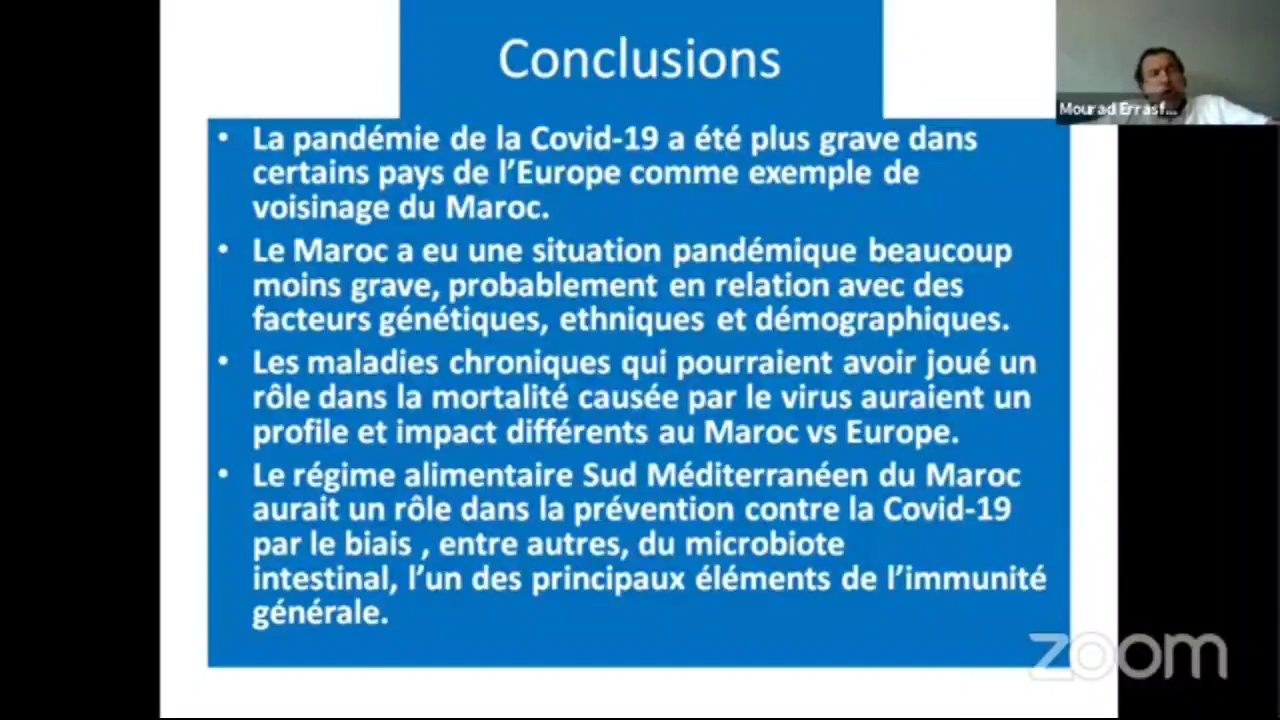 Conclusions
Mourad Errasf...
• La pandémie de la Covid-19 a été plus grave dans
certains pays de l'Europe comme exemple de
voisinage du Maroc.
• Le Maroc a eu une situation pandémique beaucoup
moins grave, probablement en relation avec des
facteurs génétiques, ethniques et démographiques.
• Les maladies chroniques qui pourraient avoir joué un
rôle dans la mortalité causée par le virus auraient un
profile et impact différents au Maroc vs Europe.
• Le régime alimentaire Sud Méditerranéen du Maroc
aurait un rôle dans la prévention contre la Covid-19
par le biais , entre autres, du microbiote
intestinal, l'un des principaux éléments de l'immunité
générale.
zoom